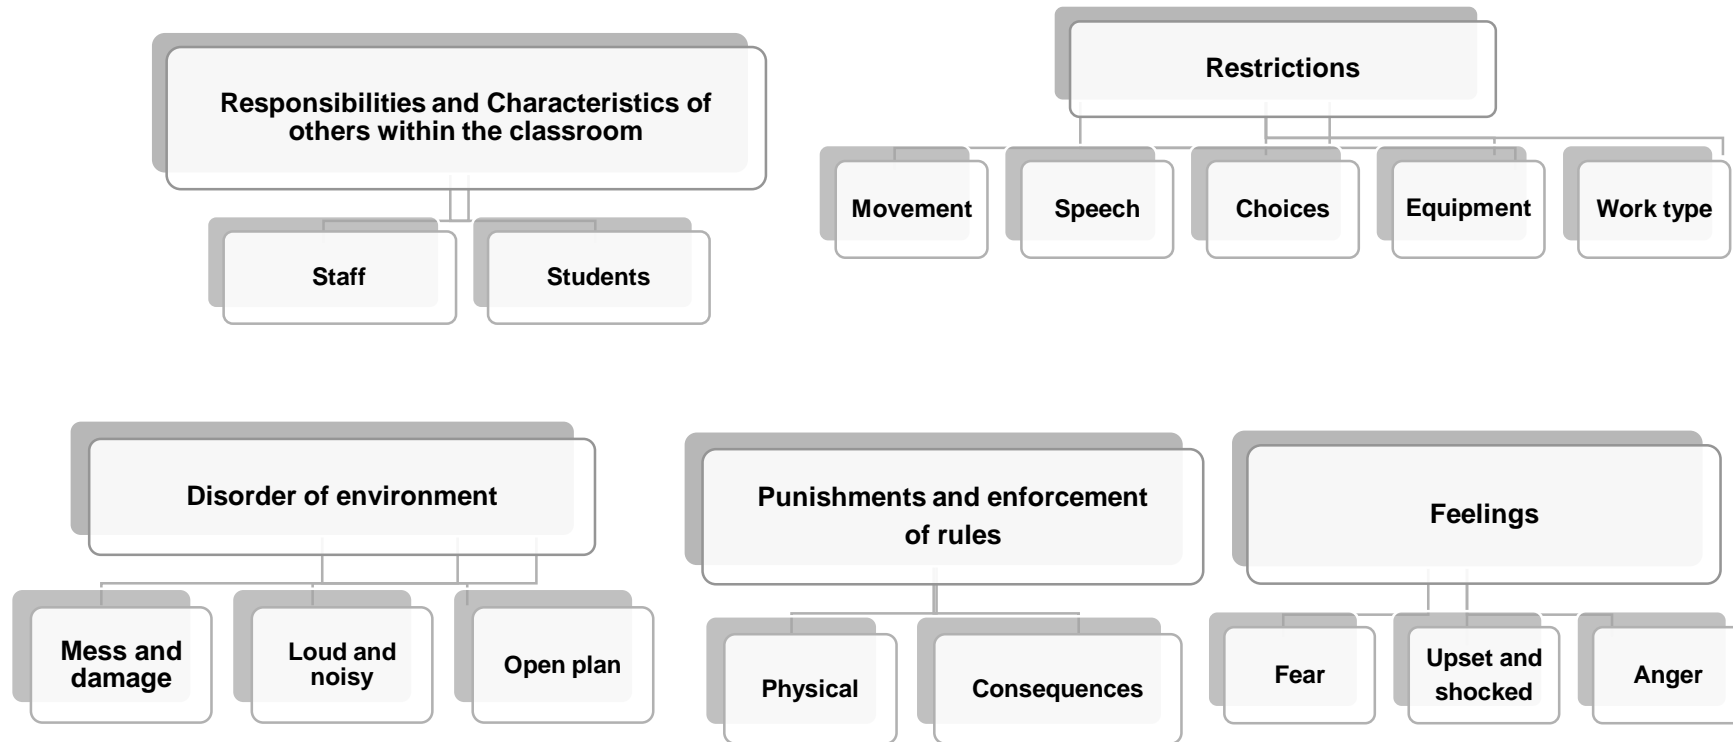 Responsibilities and Characteristics of
others within the classroom
Staff
Students
Restrictions
Movement
Speech
Choices
Equipment
Work type
Disorder of environment
Mess and
damage
Loud and
noisy
Open plan
Punishments and enforcement
of rules
Physical
Consequences
Feelings
Fear
Upset and
shocked
Anger